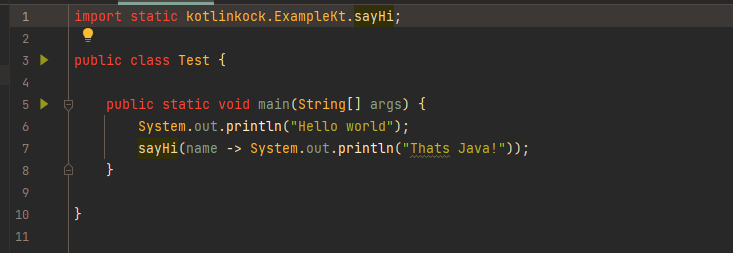 1 import static kotlinkock.ExampleKt.sayHi;
2
3 public class Test {
4
5 public static void main(String[] args) {
6 System.out.println("Hello world");
7 sayHi(name -> System.out.println("Thats Java!"));
8 }
9
10 }
11